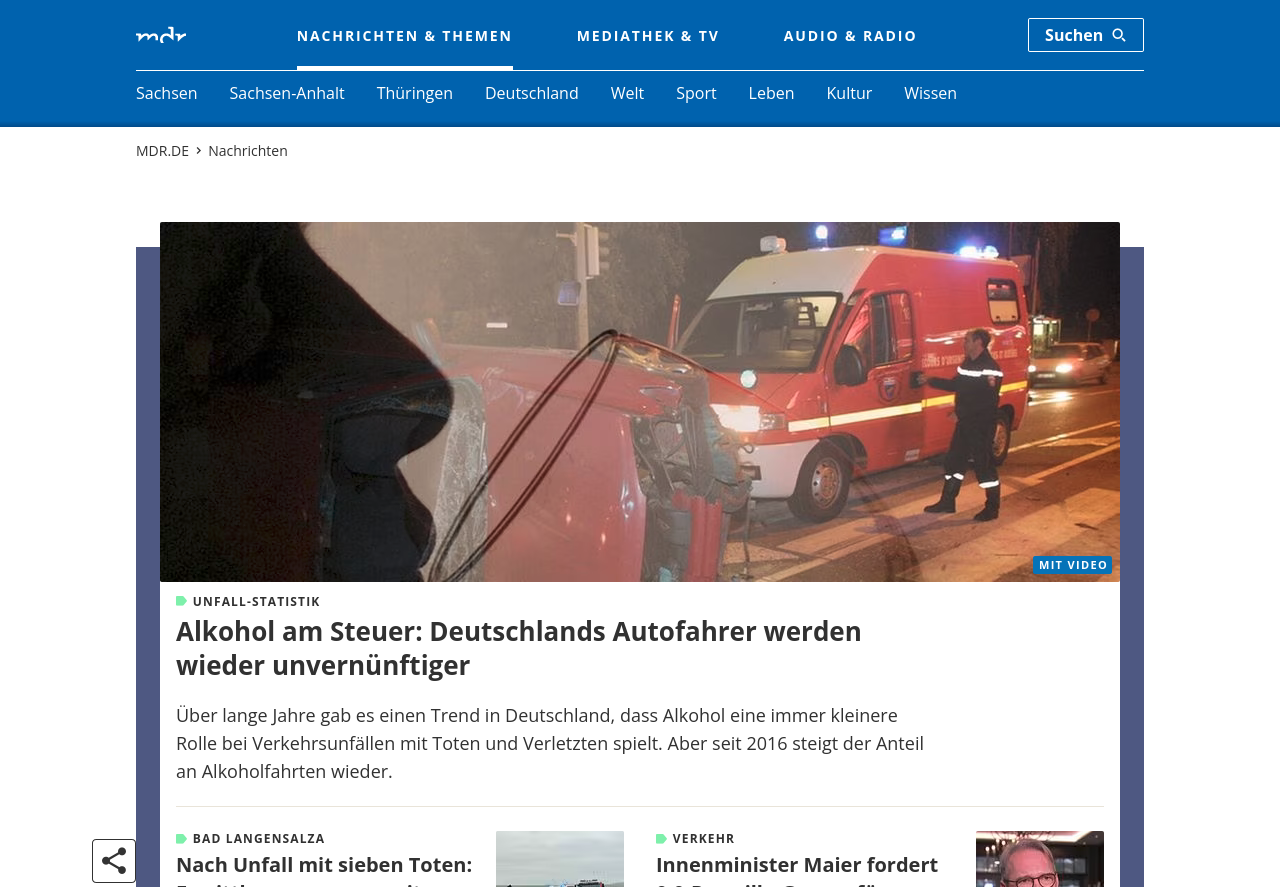 mdr
NACHRICHTEN & THEMEN
MEDIATHEK & TV
AUDIO & RADIO
Suchen
Sachsen
Sachsen-Anhalt
Thüringen
Deutschland
Welt
Sport
Leben
Kultur
Wissen
MDR.DE
Nachrichten
MIT VIDEO
UNFALL-STATISTIK
Alkohol am Steuer: Deutschlands Autofahrer werden
wieder unvernünftiger
Über lange Jahre gab es einen Trend in Deutschland, dass Alkohol eine immer kleinere
Rolle bei Verkehrsunfällen mit Toten und Verletzten spielt. Aber seit 2016 steigt der Anteil
an Alkoholfahrten wieder.
BAD LANGENSALZA
Nach Unfall mit sieben Toten:
VERKEHR
Innenminister Maier fordert